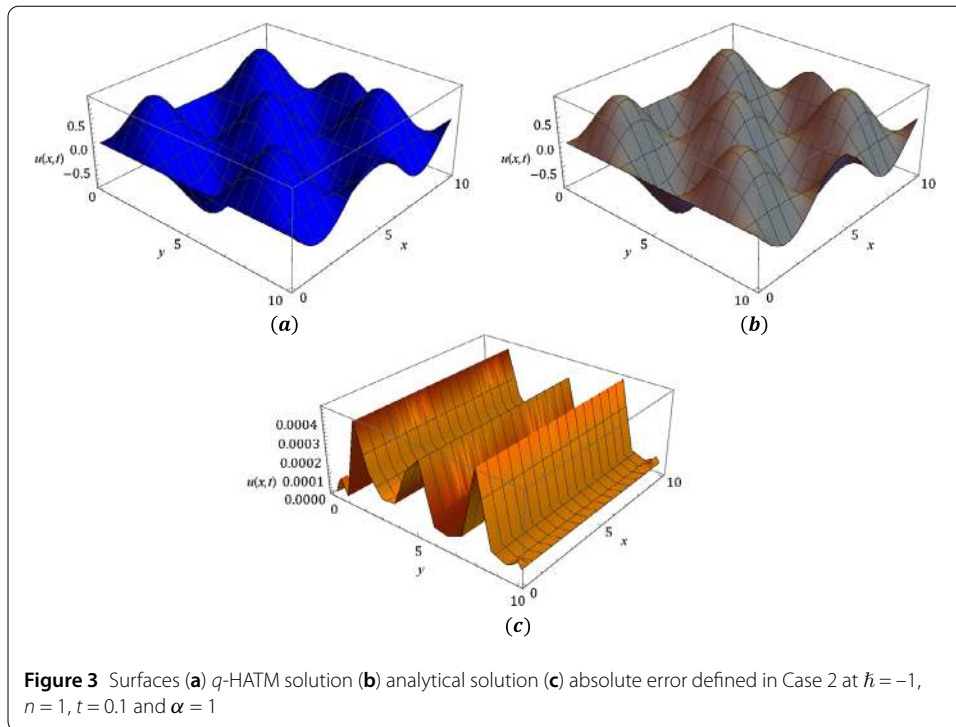 0.5
0.0
u(x,t)
−0.5
0
y
5
10
0
5
x
10
(a)
0.5
0.0
u(x,t)
−0.5
0
y
5
10
0
5
x
10
(b)
0.0004
0.0003
0.0002
0.0001
u(x,t)
0.0000
0
5
y
10
0
5
x
10
(c)
Figure 3 Surfaces (a) q-HATM solution (b) analytical solution (c) absolute error defined in Case 2 at ℏ = –1,
n = 1, t = 0.1 and α = 1